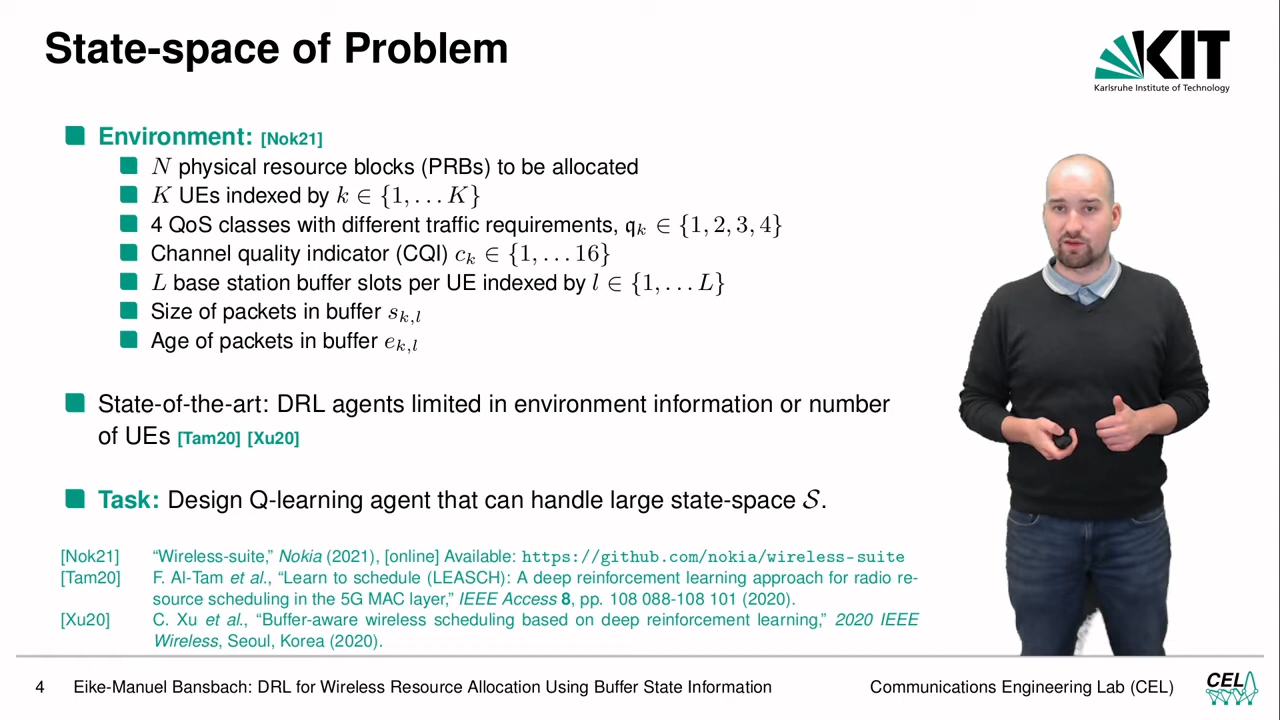 State-space of Problem
KIT
Karlsruhe Institute of Technology
Environment: [Nok21]
N physical resource blocks (PRBs) to be allocated
K UEs indexed by k ∈ {1, . . . K}
4 QoS classes with different traffic requirements, 𝔮ₖ ∈ {1, 2, 3, 4}
Channel quality indicator (CQI) cₖ ∈ {1, . . . 16}
L base station buffer slots per UE indexed by l ∈ {1, . . . L}
Size of packets in buffer sₖ,ₗ
Age of packets in buffer eₖ,ₗ
State-of-the-art: DRL agents limited in environment information or number
of UEs [Tam20] [Xu20]
Task: Design Q-learning agent that can handle large state-space 𝒮.
[Nok21] “Wireless-suite,” Nokia (2021), [online] Available: https://github.com/nokia/wireless-suite
[Tam20] F. Al-Tam et al., “Learn to schedule (LEASCH): A deep reinforcement learning approach for radio re-
source scheduling in the 5G MAC layer,” IEEE Access 8, pp. 108 088-108 101 (2020).
[Xu20] C. Xu et al., “Buffer-aware wireless scheduling based on deep reinforcement learning,” 2020 IEEE
Wireless, Seoul, Korea (2020).
4 Eike-Manuel Bansbach: DRL for Wireless Resource Allocation Using Buffer State Information Communications Engineering Lab (CEL) CEL